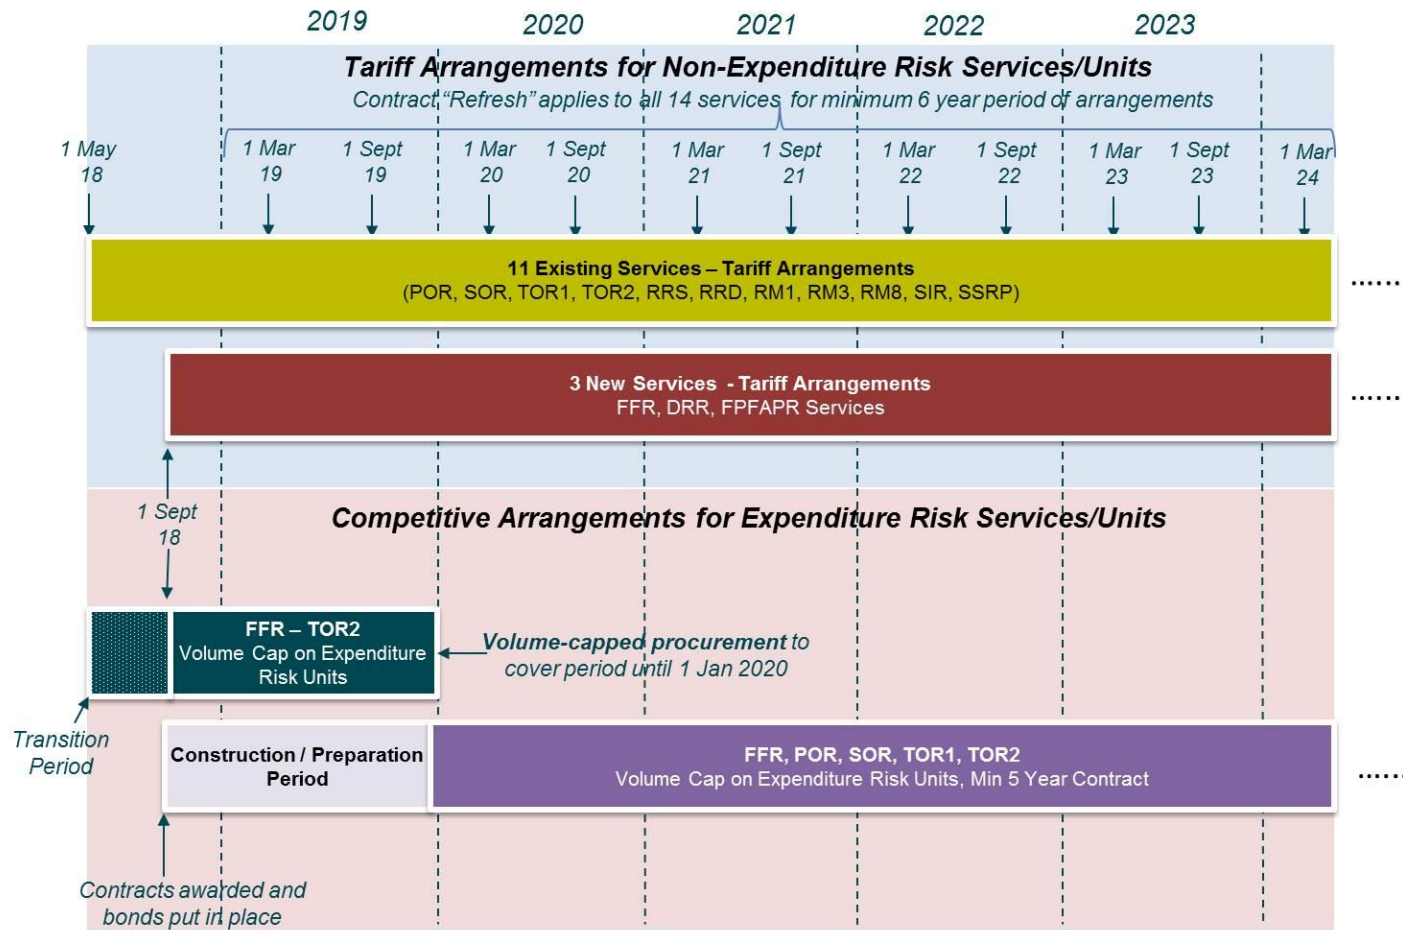 2019 2020 2021 2022 2023
Tariff Arrangements for Non-Expenditure Risk Services/Units
Contract “Refresh” applies to all 14 services for minimum 6 year period of arrangements
1 May 18
1 Mar 19
1 Sept 19
1 Mar 20
1 Sept 20
1 Mar 21
1 Sept 21
1 Mar 22
1 Sept 22
1 Mar 23
1 Sept 23
1 Mar 24
11 Existing Services – Tariff Arrangements
(POR, SOR, TOR1, TOR2, RRS, RRD, RM1, RM3, RM8, SIR, SSRP)
......
3 New Services - Tariff Arrangements
FFR, DRR, FPFAPR Services
......
1 Sept
18
Competitive Arrangements for Expenditure Risk Services/Units
FFR – TOR2
Volume Cap on Expenditure
Risk Units
Volume-capped procurement to
cover period until 1 Jan 2020
Transition
Period
Construction / Preparation
Period
FFR, POR, SOR, TOR1, TOR2
Volume Cap on Expenditure Risk Units, Min 5 Year Contract
......
Contracts awarded and
bonds put in place